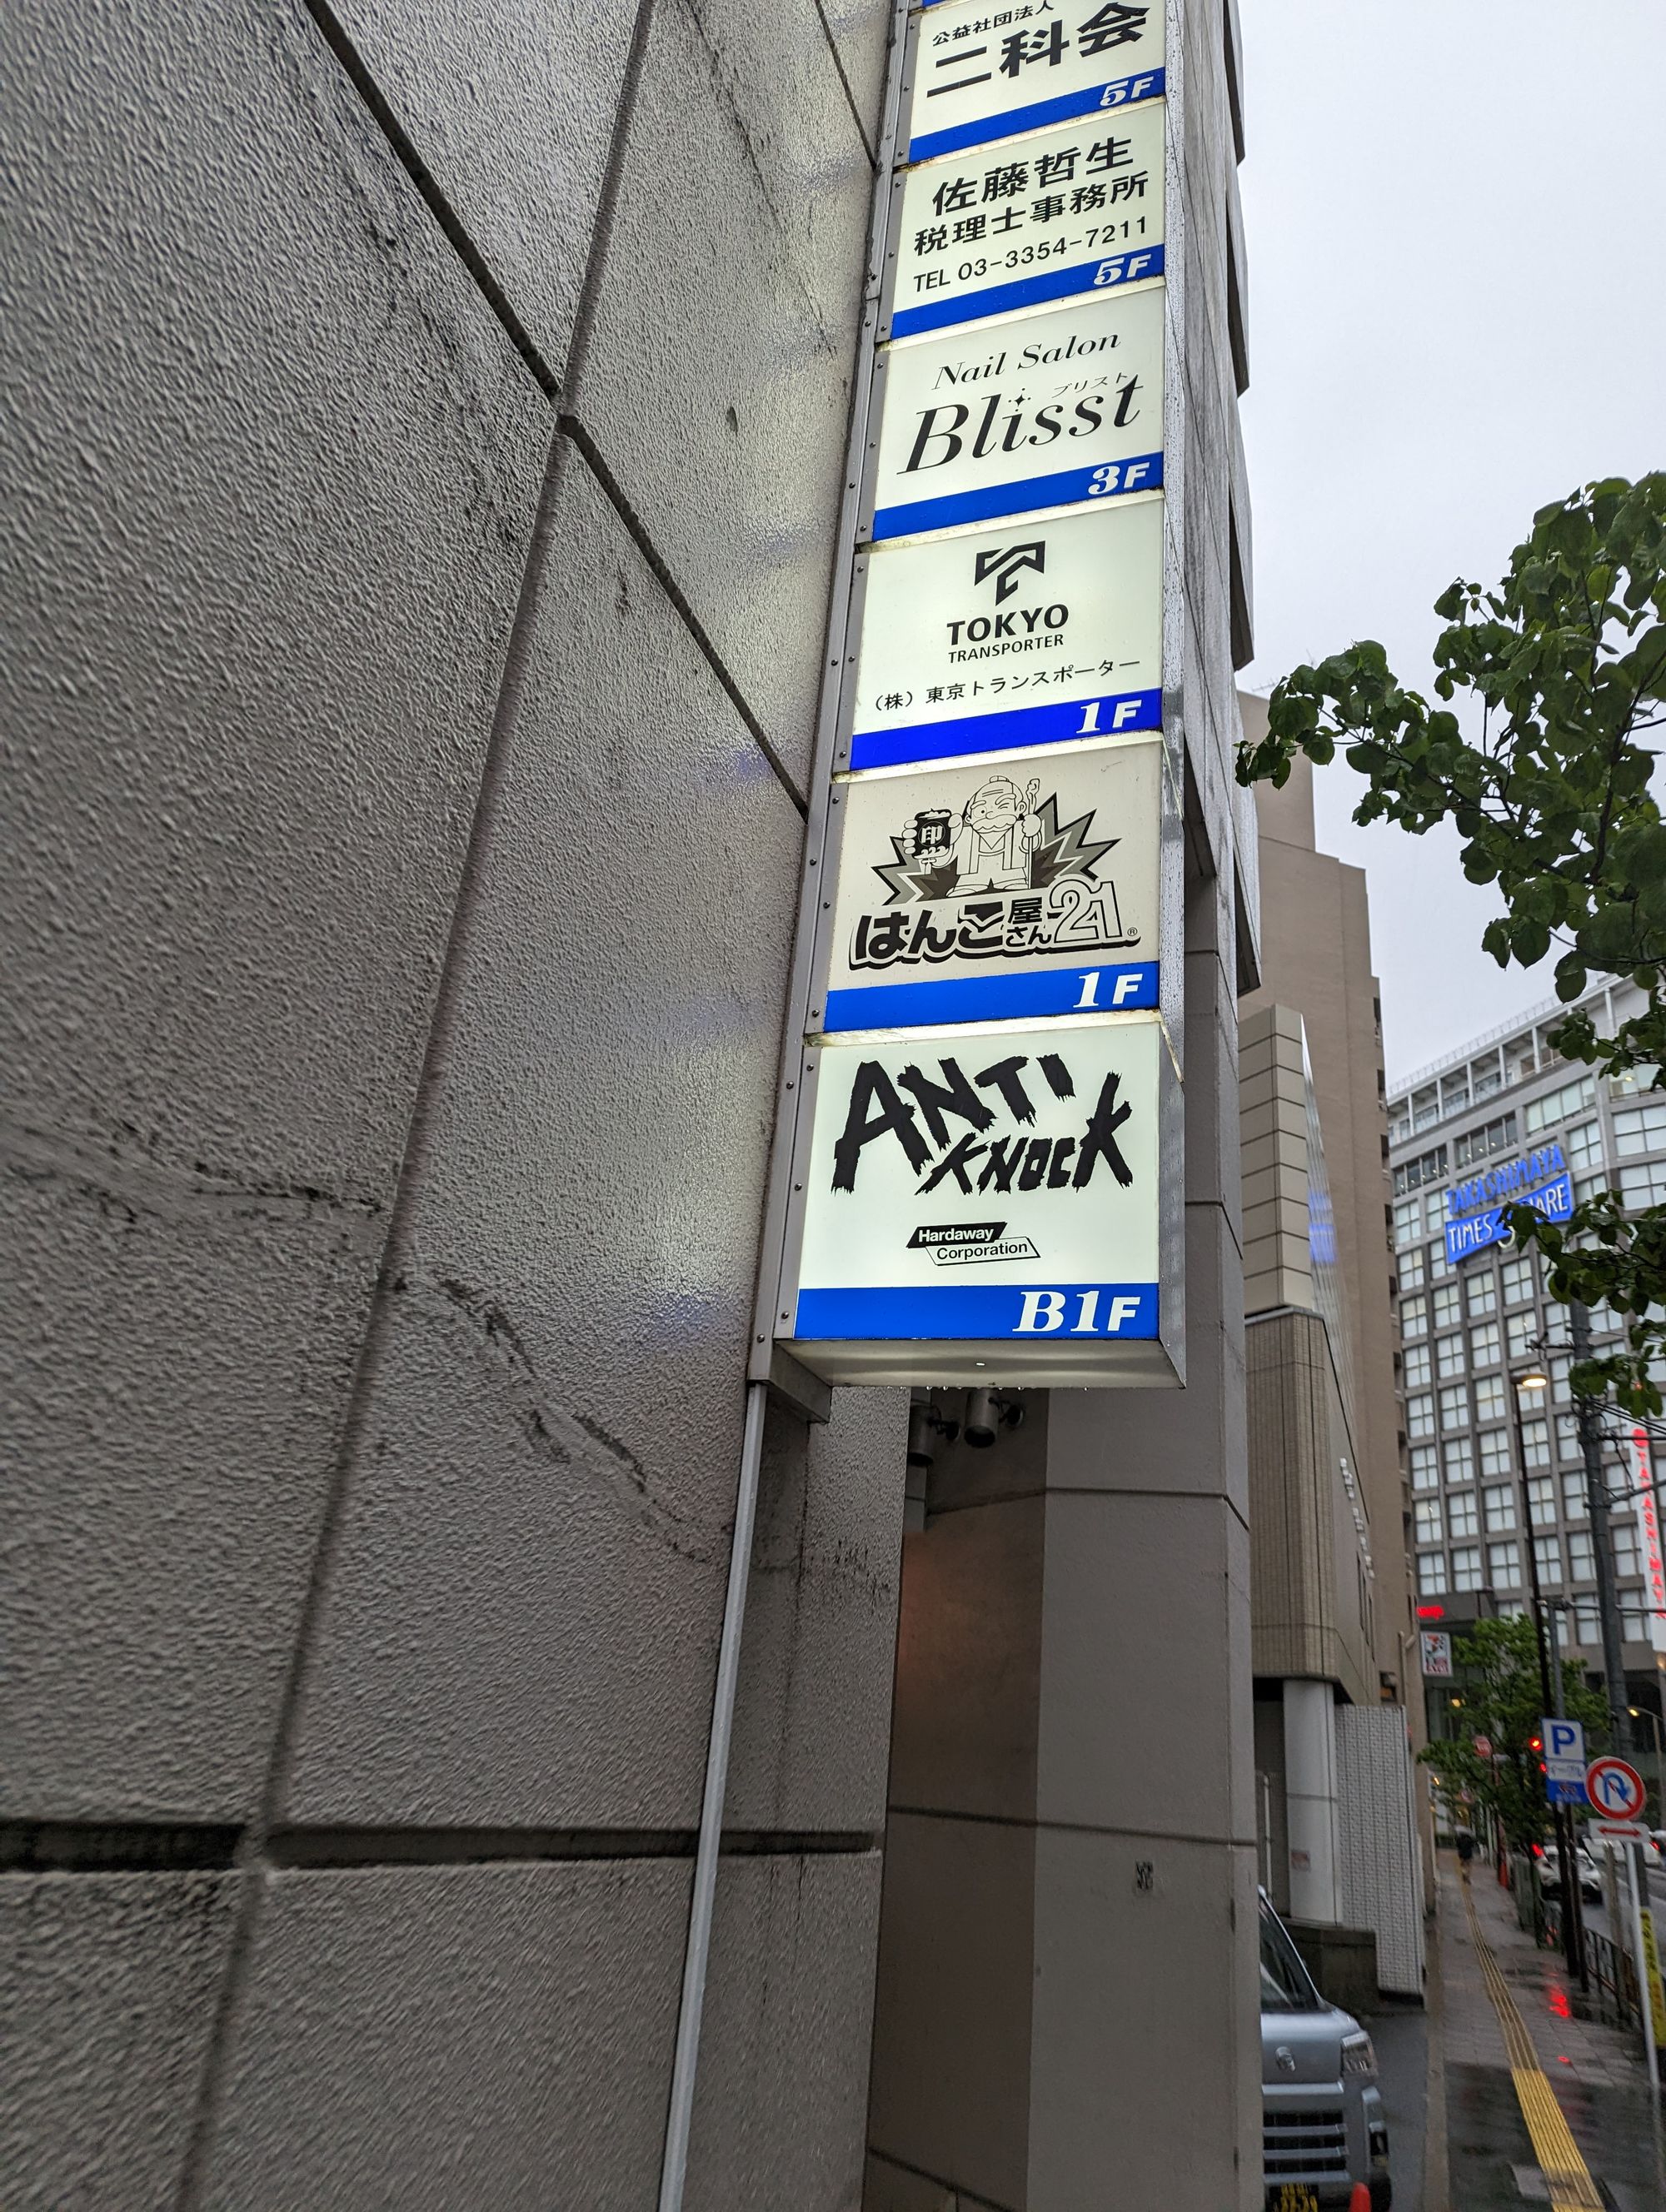 公益社団法人
二科会
5F
佐藤哲生
税理士事務所
TEL 03-3354-7211
5F
Nail Salon
ブリスト
Blisst
3F
TOKYO
TRANSPORTER
(株)東京トランスポーター
1F
印
はんこ屋さん21®
1F
ANTI
KNOCK
Hardaway
Corporation
B1F
TAKASHIMAYA
TIMES SQUARE
TAKASHIMAYA
P